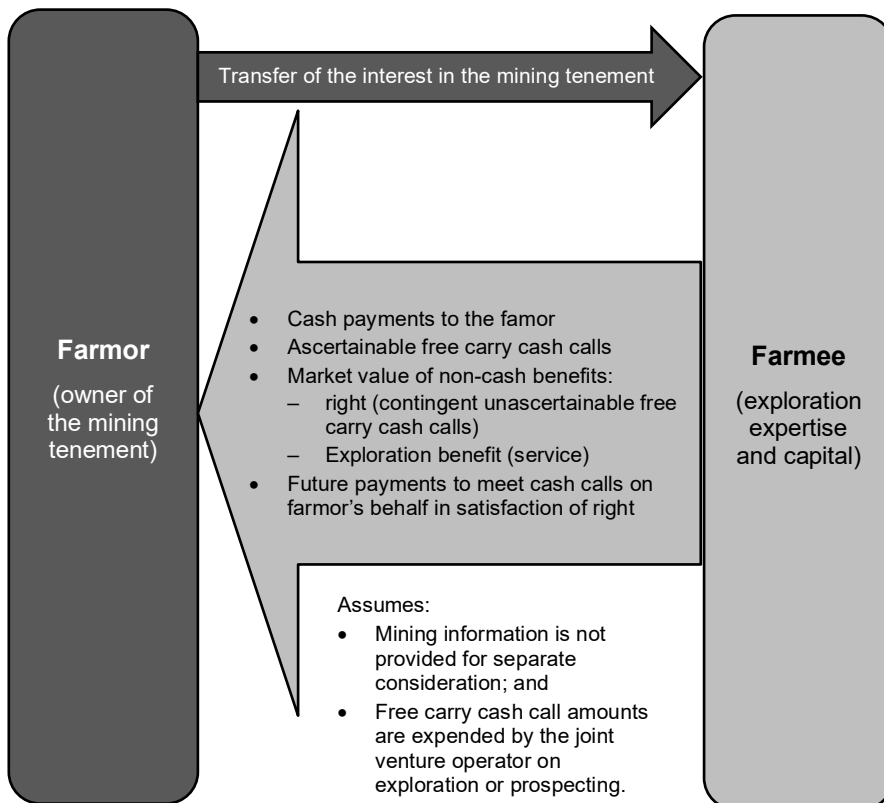 Transfer of the interest in the mining tenement
Farmor
(owner of
the mining
tenement)
• Cash payments to the famor
• Ascertainable free carry cash calls
• Market value of non-cash benefits:
– right (contingent unascertainable free
carry cash calls)
– Exploration benefit (service)
• Future payments to meet cash calls on
farmor's behalf in satisfaction of right
Farmee
(exploration
expertise
and capital)
Assumes:
• Mining information is not
provided for separate
consideration; and
• Free carry cash call amounts
are expended by the joint
venture operator on
exploration or prospecting.